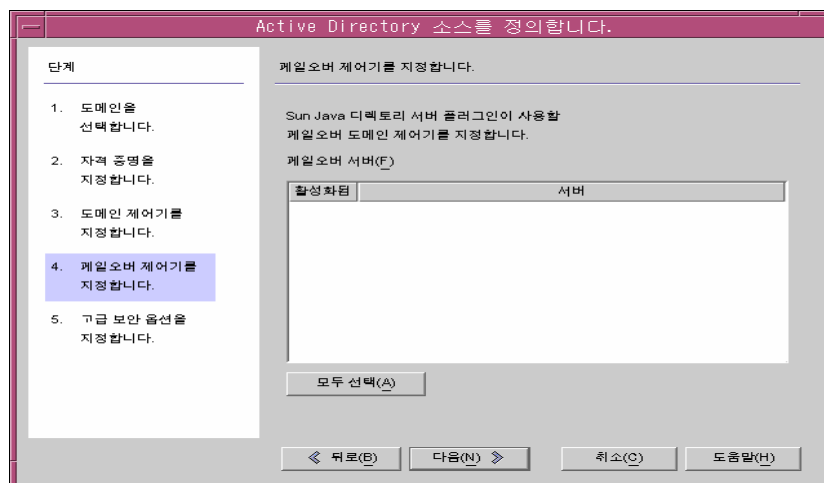 Active Directory 소스를 정의합니다.
단계
1. 도메인을
선택합니다.
2. 자격 증명을
지정합니다.
3. 도메인 제어기를
지정합니다.
4. 페일오버 제어기를
지정합니다.
5. 고급 보안 옵션을
지정합니다.
페일오버 제어기를 지정합니다.
Sun Java 디렉토리 서버 플러그인이 사용할
페일오버 도메인 제어기를 지정합니다.
페일오버 서버(F)
활성화됨 서버
모두 선택(A)
뒤로(B) 다음(N) 취소(C) 도움말(H)